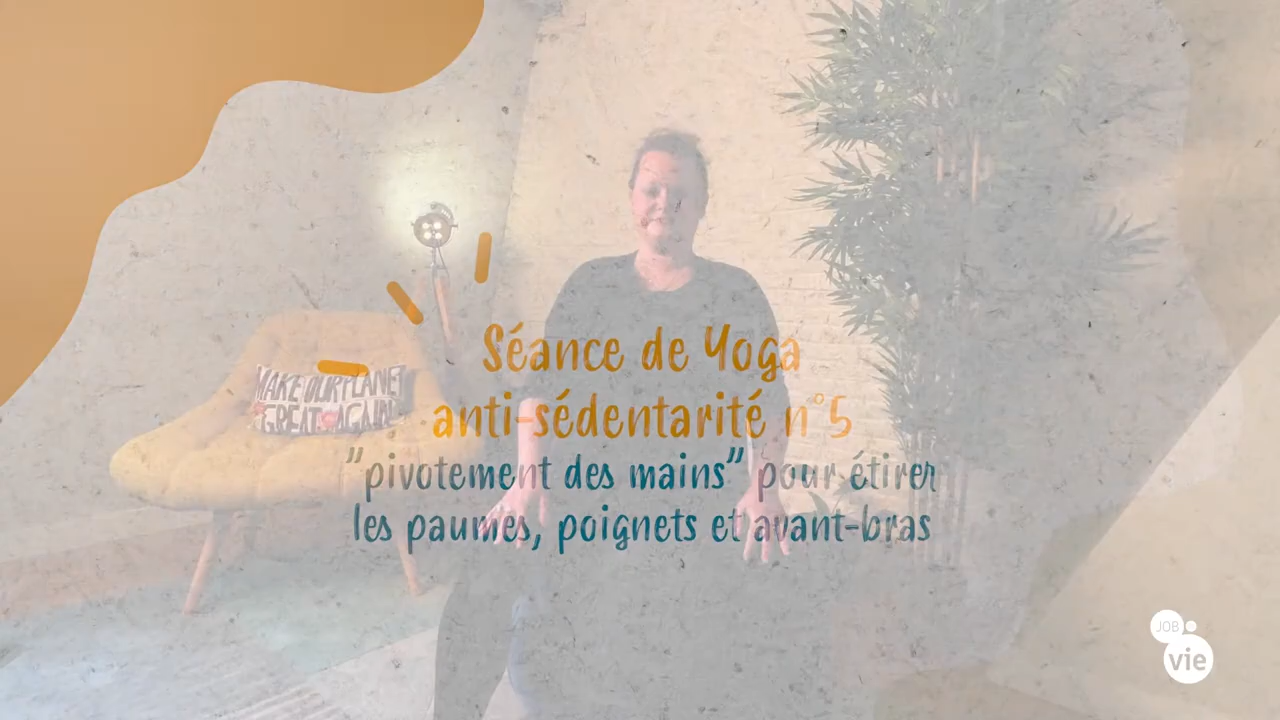 Séance de Yoga
anti-sédentarité n°5
"pivotement des mains" pour étirer
les paumes, poignets et avant-bras
MAKE OUR PLANET
GREAT AGAIN
JOB
vie